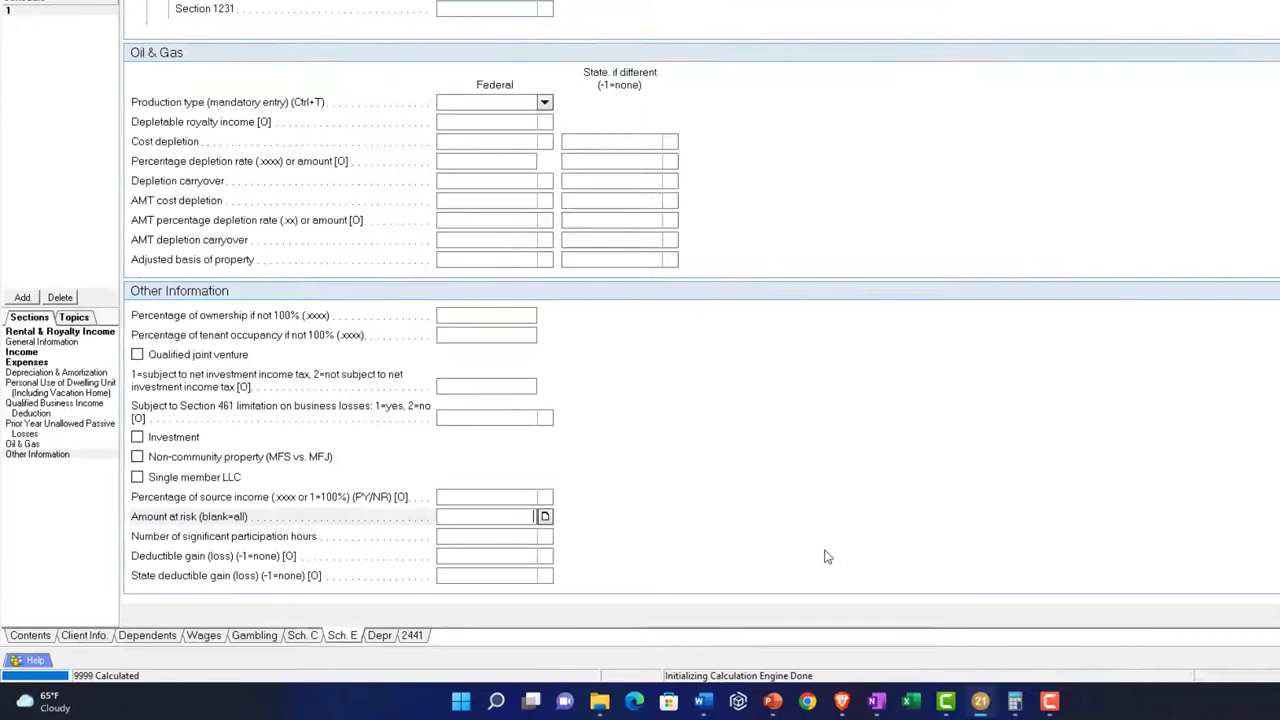 1
Section 1231
Oil & Gas
State, if different
Federal (-1=none)
Production type (mandatory entry) (Ctrl+T)
Depletable royalty income [O]
Cost depletion
Percentage depletion rate (.xxxx) or amount [O]
Depletion carryover
AMT cost depletion
AMT percentage depletion rate (.xx) or amount [O]
AMT depletion carryover
Adjusted basis of property
Add Delete
Other Information
Sections Topics
Rental & Royalty Income
General Information
Income
Expenses
Depreciation & Amortization
Personal Use of Dwelling Unit
(Including Vacation Home)
Qualified Business Income
Deduction
Prior Year Unallowed Passive
Losses
Oil & Gas
Other Information
Percentage of ownership if not 100% (.xxxx)
Percentage of tenant occupancy if not 100% (.xxxx)
Qualified joint venture
1=subject to net investment income tax, 2=not subject to net
investment income tax [O]
Subject to Section 461 limitation on business losses: 1=yes, 2=no
[O]
Investment
Non-community property (MFS vs. MFJ)
Single member LLC
Percentage of source income (.xxxx or 1=100%) (PY/NR) [O]
Amount at risk (blank=all)
Number of significant participation hours
Deductible gain (loss) (-1=none) [O]
State deductible gain (loss) (-1=none) [O]
Contents Client Info. Dependents Wages Gambling Sch. C Sch. E Depr 2441
Help
9999 Calculated Initializing Calculation Engine Done
65°F
Cloudy
21